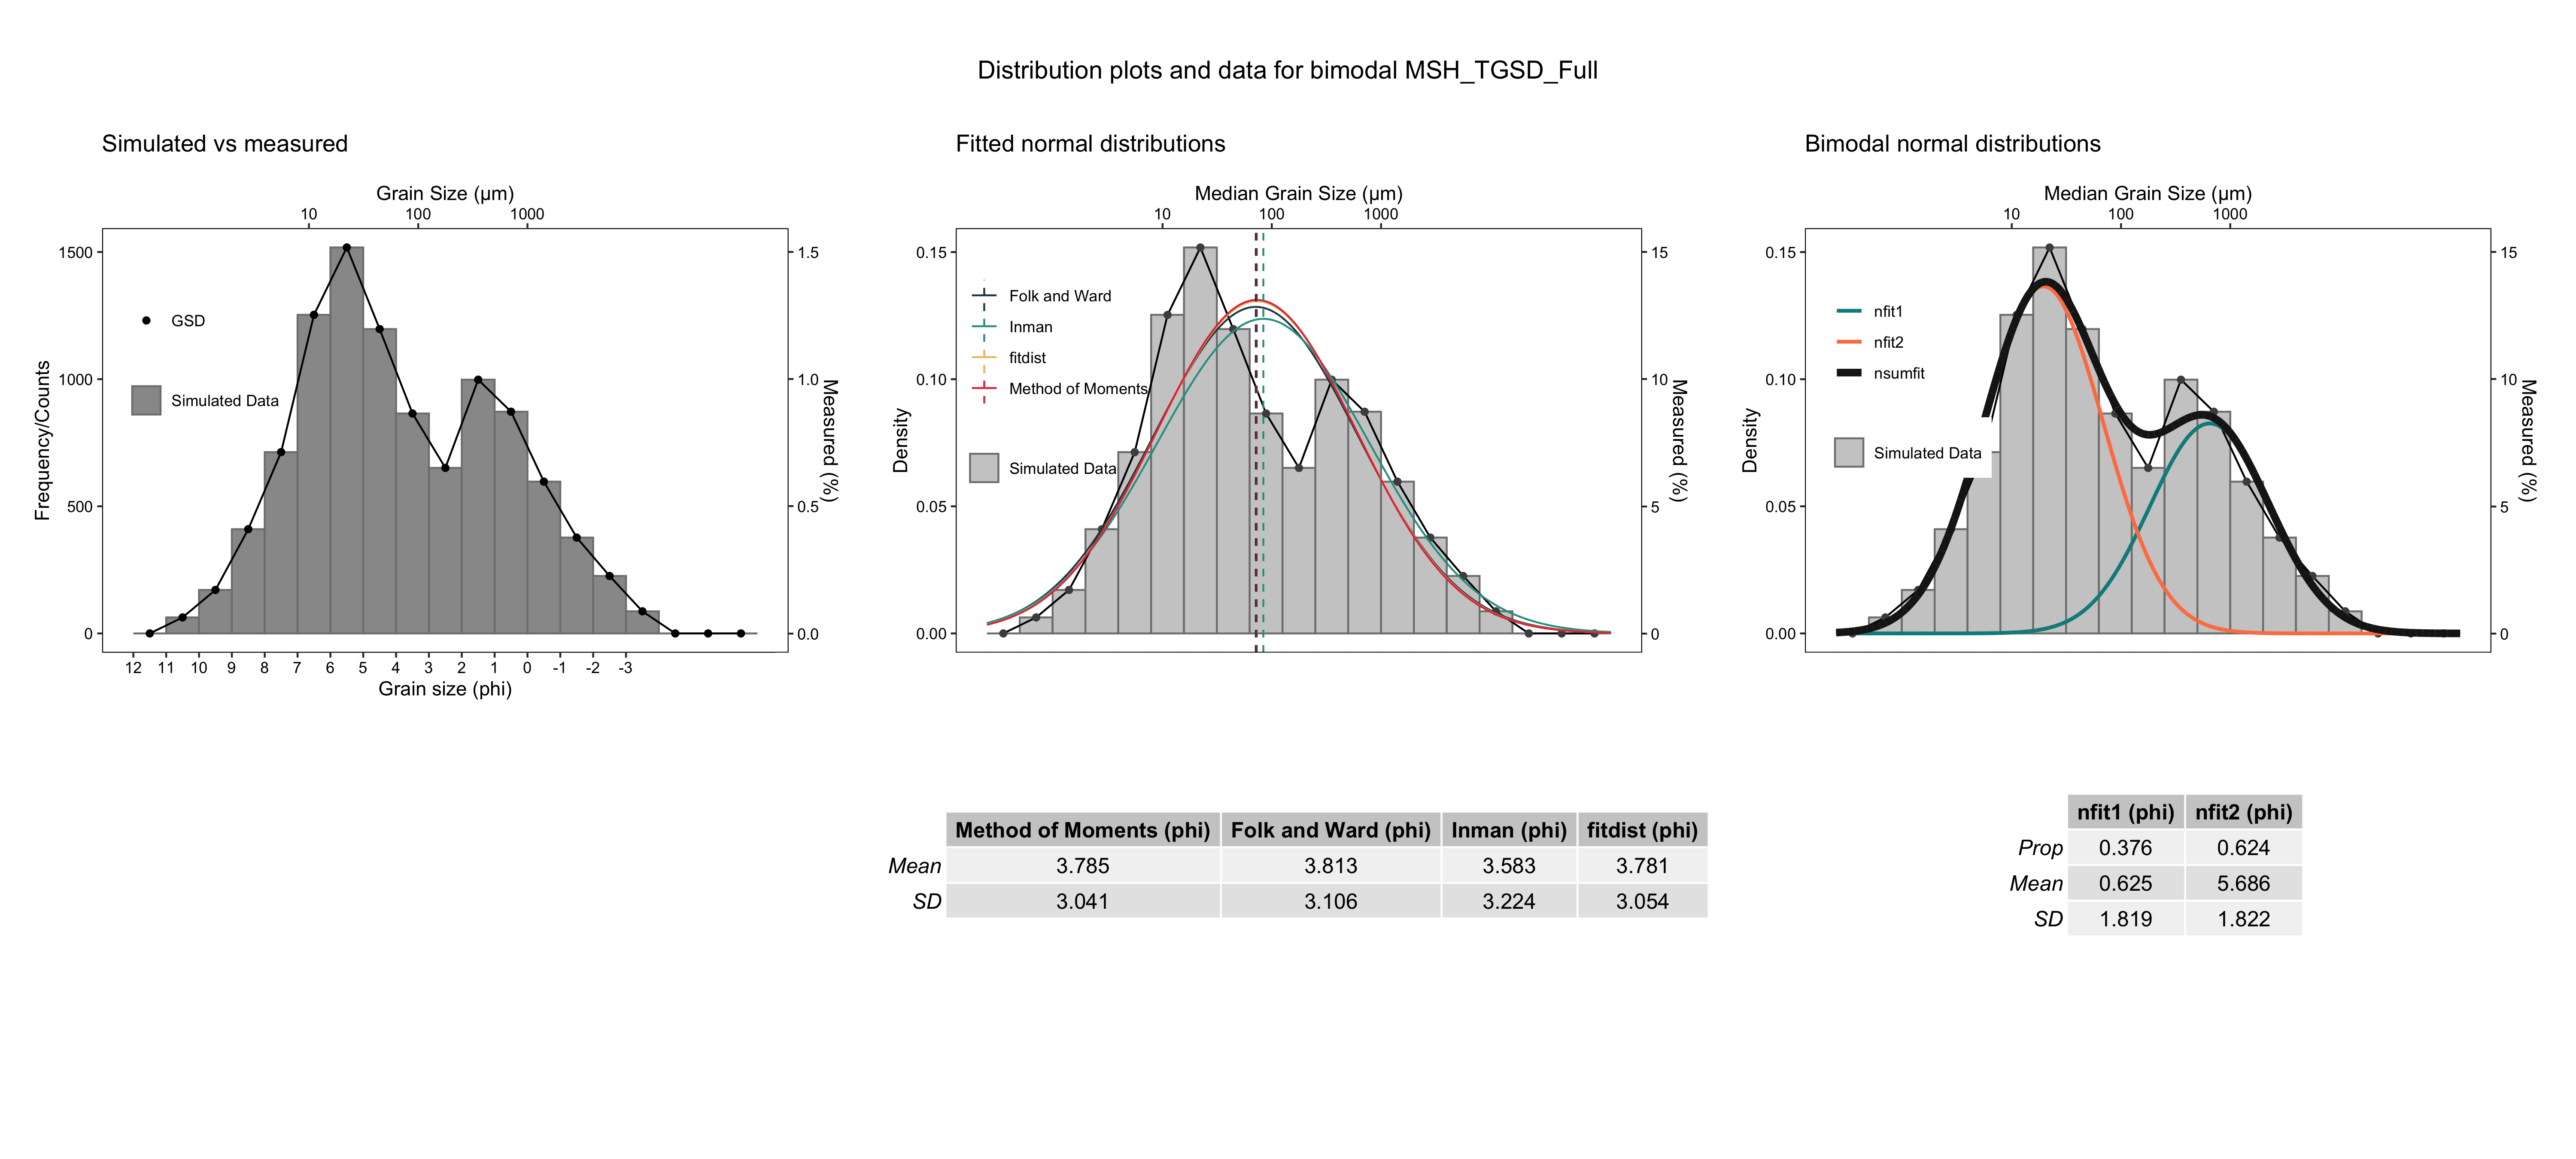 Distribution plots and data for bimodal MSH_TGSD_Full
Simulated vs measured
Grain Size (µm)
10 100 1000
1500
1000
500
0
Frequency/Counts
GSD
Simulated Data
1.5
1.0
0.5
0.0
Measured (%)
12 11 10 9 8 7 6 5 4 3 2 1 0 -1 -2 -3
Grain size (phi)
Fitted normal distributions
Median Grain Size (µm)
10 100 1000
0.15
0.10
0.05
0.00
Density
Folk and Ward
Inman
fitdist
Method of Moments
Simulated Data
15
10
5
0
Measured (%)
Bimodal normal distributions
Median Grain Size (µm)
10 100 1000
0.15
0.10
0.05
0.00
Density
nfit1
nfit2
nsumfit
Simulated Data
15
10
5
0
Measured (%)
Method of Moments (phi) Folk and Ward (phi) Inman (phi) fitdist (phi)
Mean 3.785 3.813 3.583 3.781
SD 3.041 3.106 3.224 3.054
nfit1 (phi) nfit2 (phi)
Prop 0.376 0.624
Mean 0.625 5.686
SD 1.819 1.822